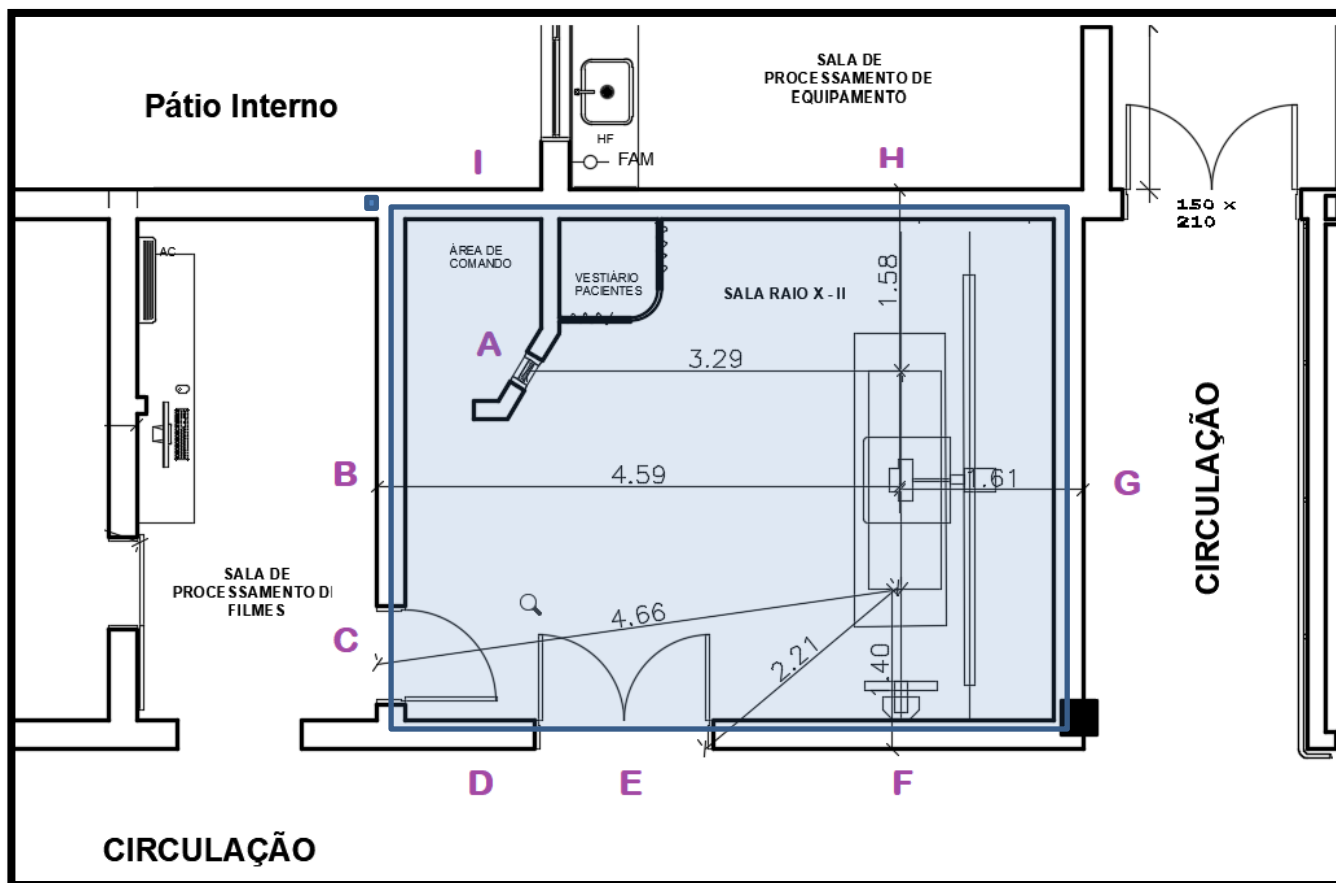 Pátio Interno
SALA DE
PROCESSAMENTO DE
EQUIPAMENTO
HF
FAM
I
H
150 x
210
AC
ÁREA DE
COMANDO
VESTIÁRIO
PACIENTES
SALA RAIO X - II
1.58
A
3.29
B
4.59
1.61
G
CIRCULAÇÃO
SALA DE
PROCESSAMENTO DE
FILMES
C
4.66
2.21
1.40
D
E
F
CIRCULAÇÃO